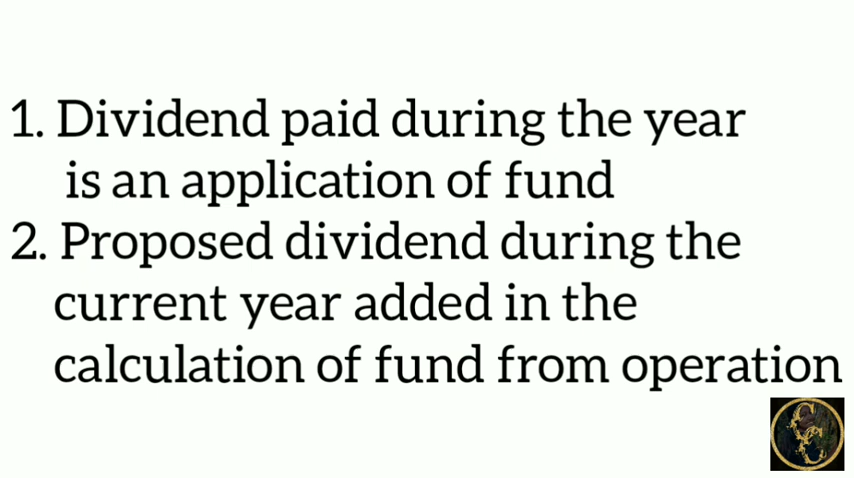 1. Dividend paid during the year
is an application of fund
2. Proposed dividend during the
current year added in the
calculation of fund from operation